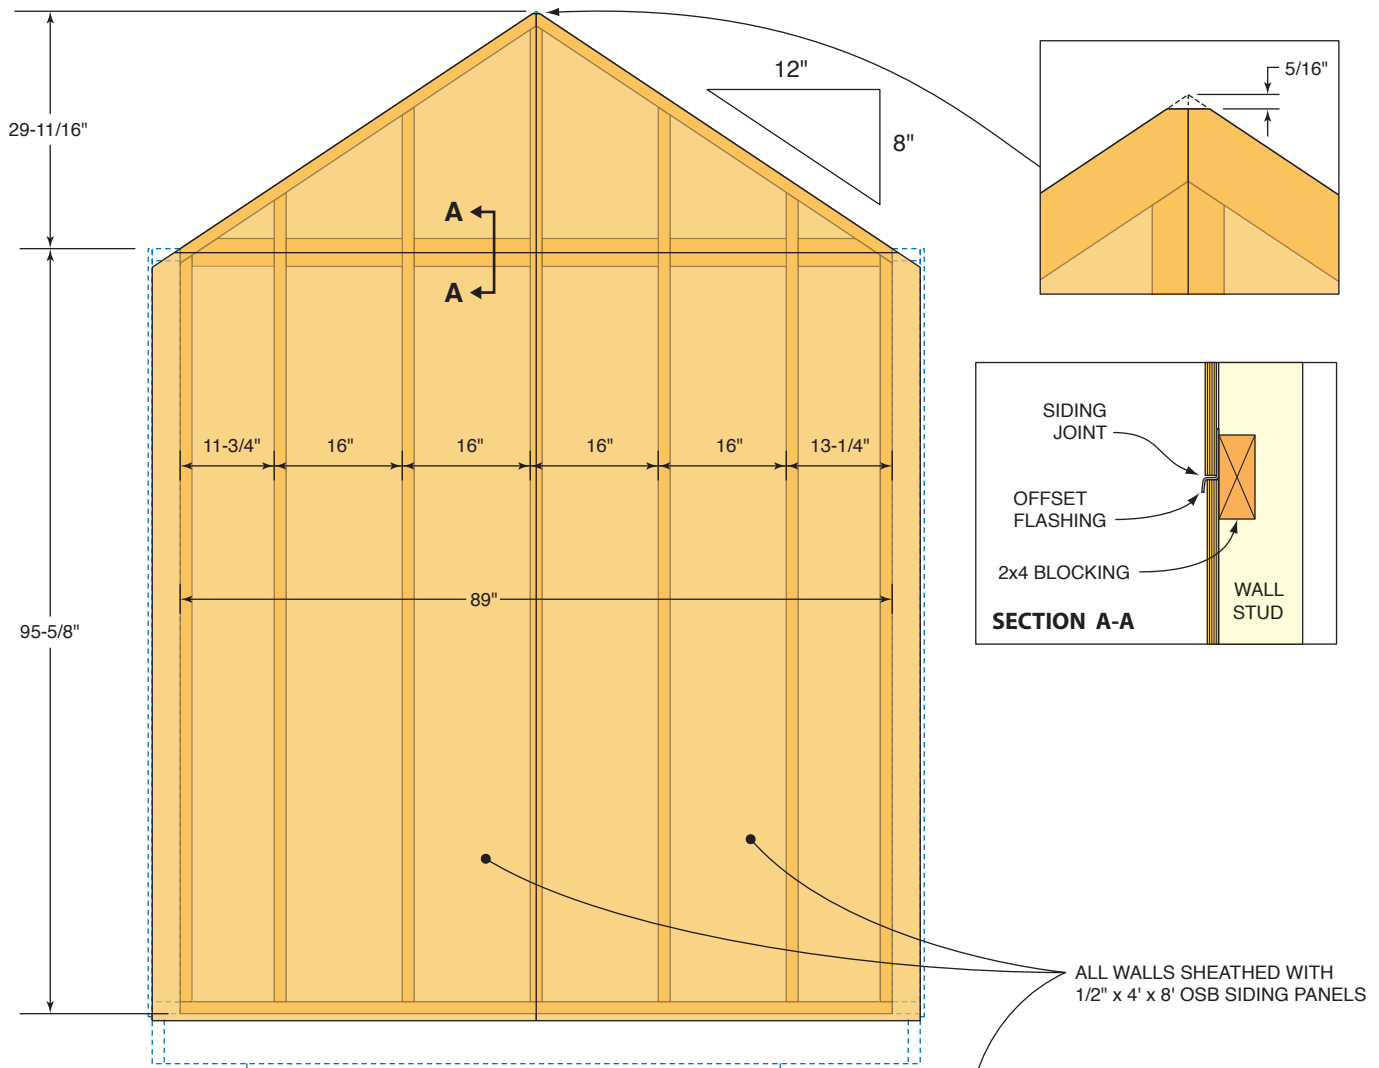 12"
5/16"
29-11/16"
8"
A
A
SIDING
JOINT
OFFSET
FLASHING
2x4 BLOCKING
WALL
STUD
SECTION A-A
11-3/4"
16"
16"
16"
16"
13-1/4"
89"
95-5/8"
ALL WALLS SHEATHED WITH
1/2" x 4' x 8' OSB SIDING PANELS